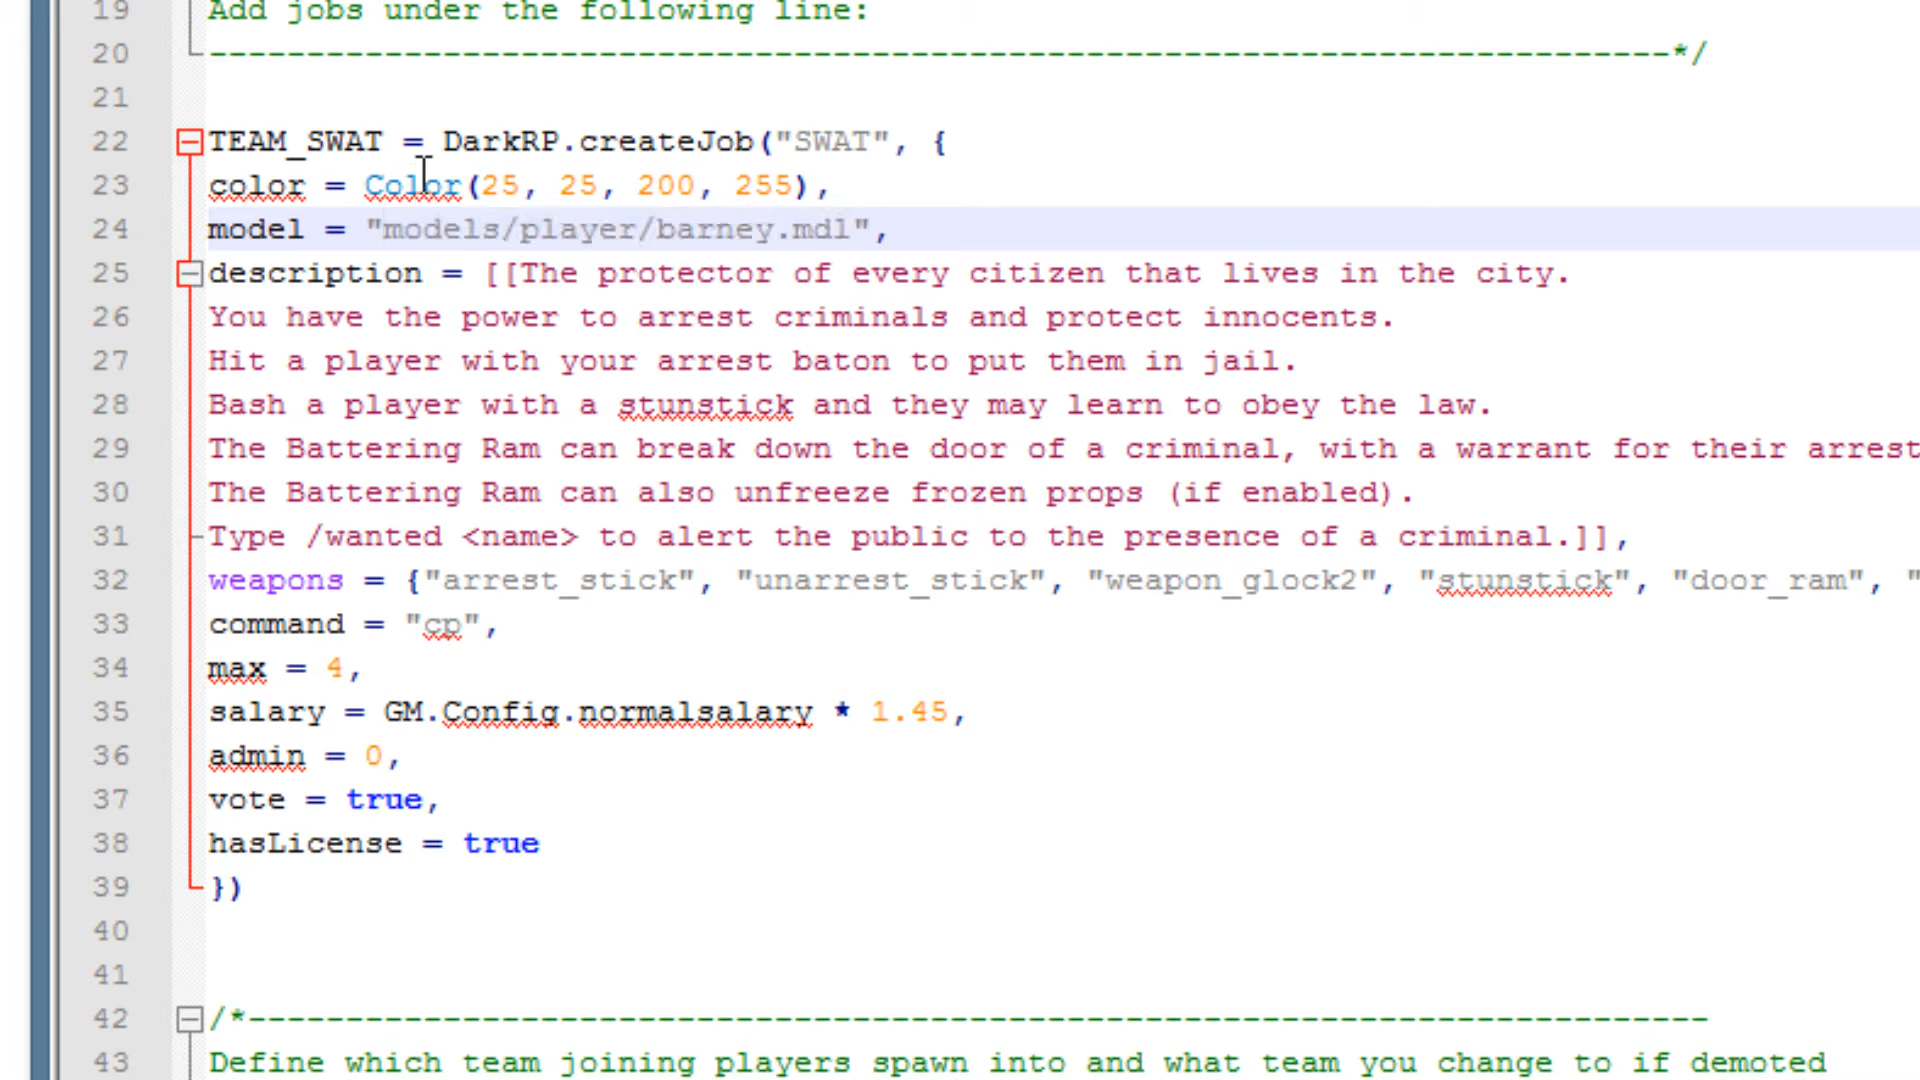 19 Add jobs under the following line:
20 ---------------------------------------------------------------------------*/
21
22 TEAM_SWAT = DarkRP.createJob("SWAT", {
23 color = Color(25, 25, 200, 255),
24 model = "models/player/barney.mdl",
25 description = [[The protector of every citizen that lives in the city.
26 You have the power to arrest criminals and protect innocents.
27 Hit a player with your arrest baton to put them in jail.
28 Bash a player with a stunstick and they may learn to obey the law.
29 The Battering Ram can break down the door of a criminal, with a warrant for their arrest
30 The Battering Ram can also unfreeze frozen props (if enabled).
31 Type /wanted <name> to alert the public to the presence of a criminal.]],
32 weapons = {"arrest_stick", "unarrest_stick", "weapon_glock2", "stunstick", "door_ram", "
33 command = "cp",
34 max = 4,
35 salary = GM.Config.normalsalary * 1.45,
36 admin = 0,
37 vote = true,
38 hasLicense = true
39 })
40
41
42 /*---------------------------------------------------------------------------
43 Define which team joining players spawn into and what team you change to if demoted